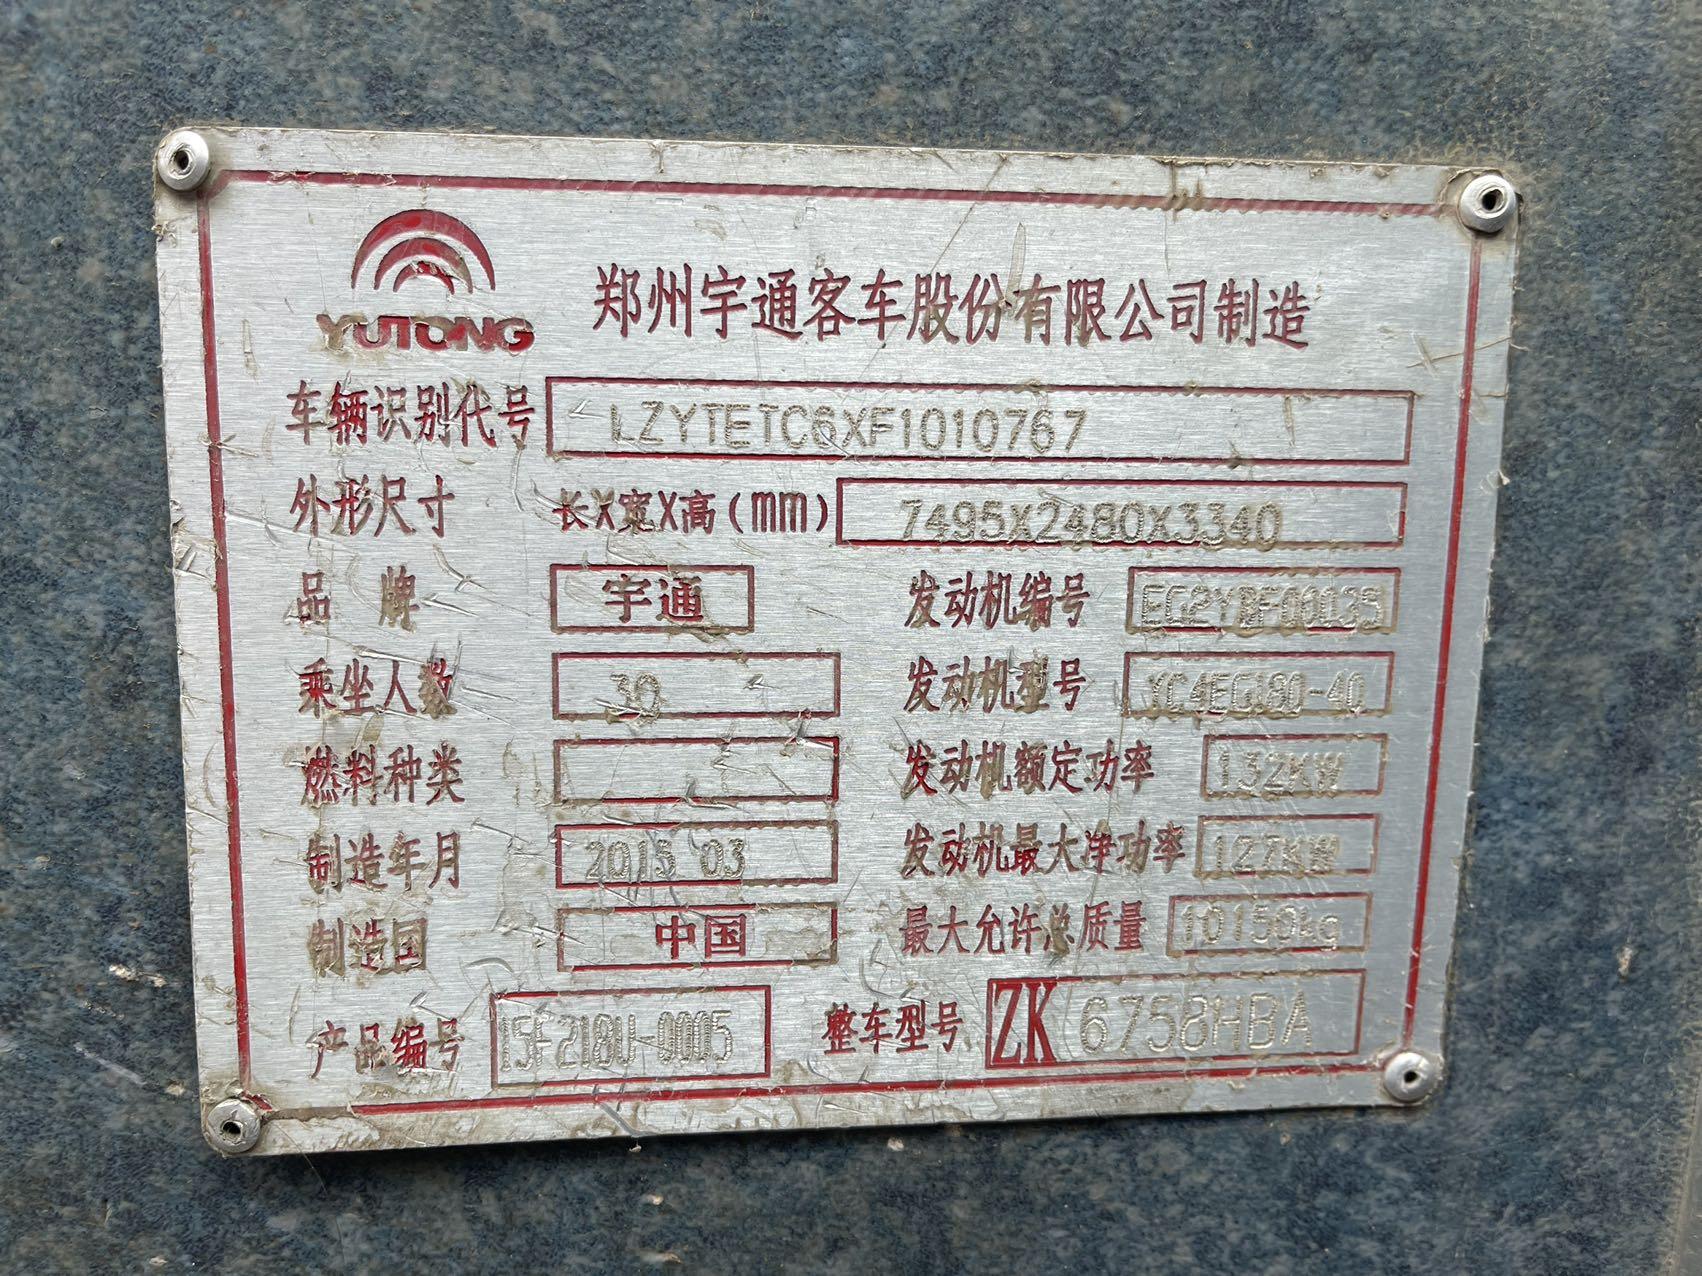 YUTONG
郑州宇通客车股份有限公司制造
车辆识别代号 LZYTETC6XF1010767
外形尺寸 长X宽X高(mm) 7495X2480X3340
品牌 宇通 发动机编号
乘坐人数 30 发动机型号 YC4EG180-40
燃料种类 发动机额定功率 132KW
制造年月 2015 03 发动机最大净功率 127KW
制造国 中国 最大允许总质量 10150kg
产品编号 15F218U-0005 整车型号 ZK 6758HBA